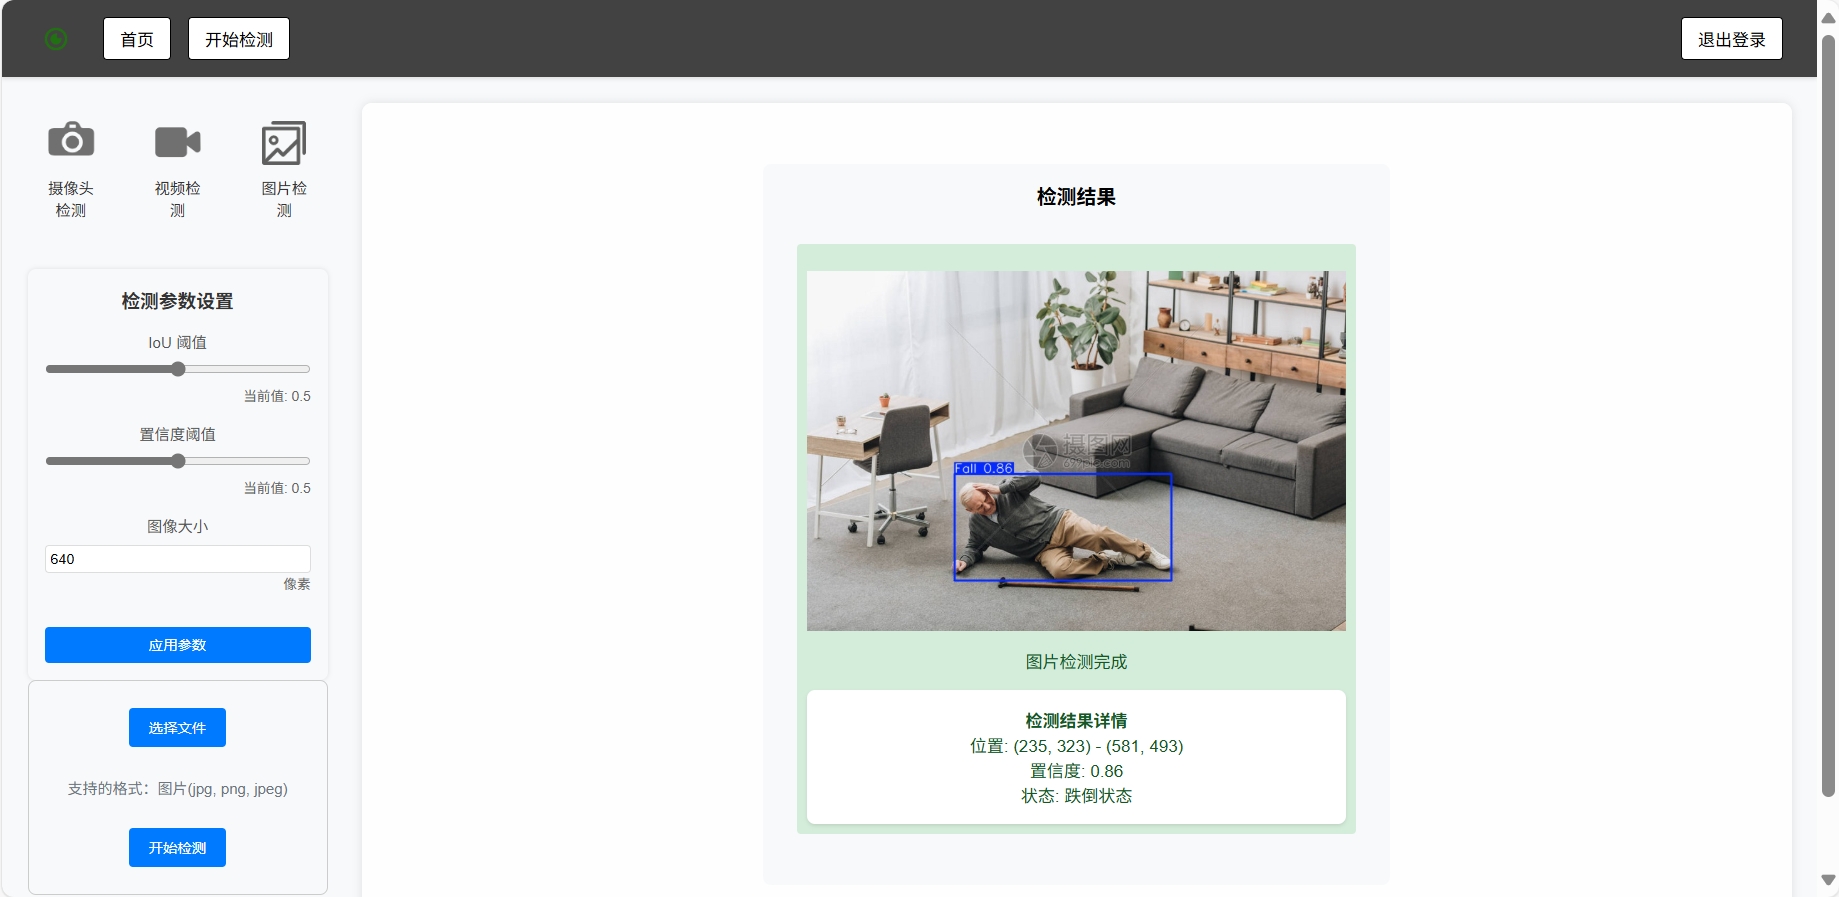 首页
开始检测
退出登录
摄像头
检测
视频检
测
图片检
测
检测参数设置
IoU 阈值
当前值: 0.5
置信度阈值
当前值: 0.5
图像大小
640
像素
应用参数
选择文件
支持的格式：图片(jpg, png, jpeg)
开始检测
检测结果
摄图网
699pic.com
Fall 0.86
图片检测完成
检测结果详情
位置: (235, 323) - (581, 493)
置信度: 0.86
状态: 跌倒状态